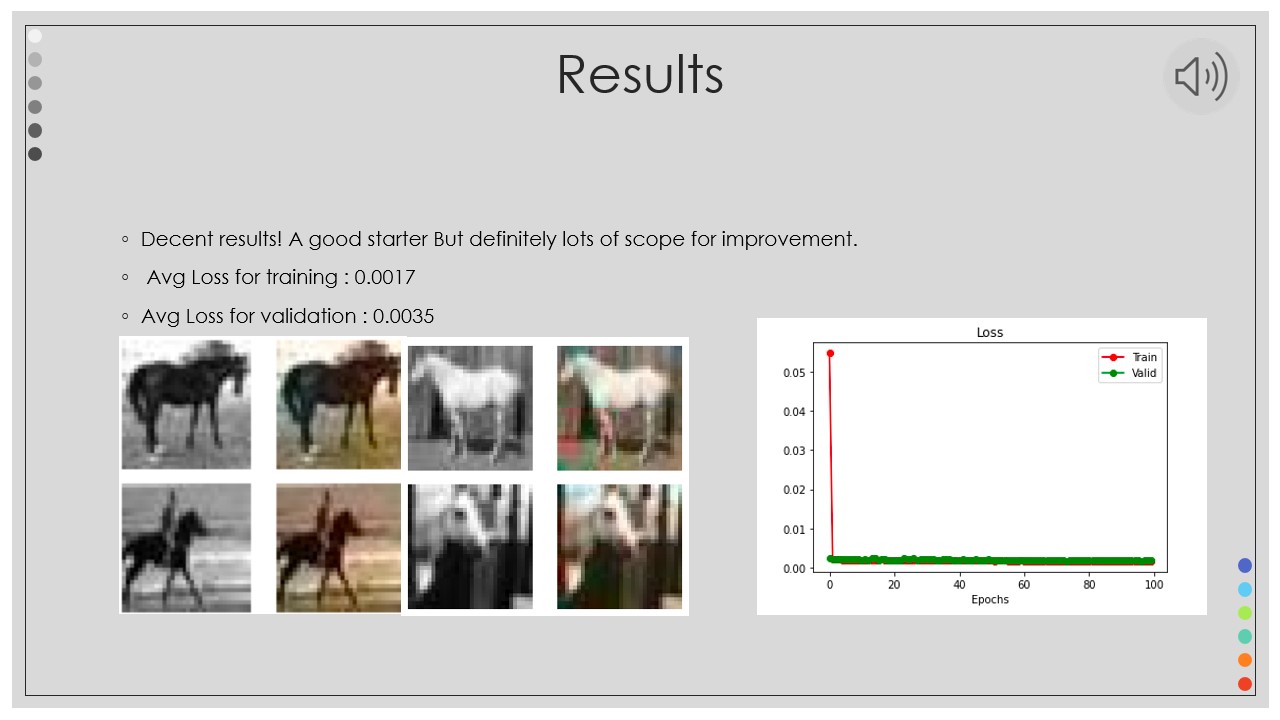 Results
Decent results! A good starter But definitely lots of scope for improvement.
Avg Loss for training : 0.0017
Avg Loss for validation : 0.0035
Loss
Train
Valid
0.05
0.04
0.03
0.02
0.01
0.00
0 20 40 60 80 100
Epochs